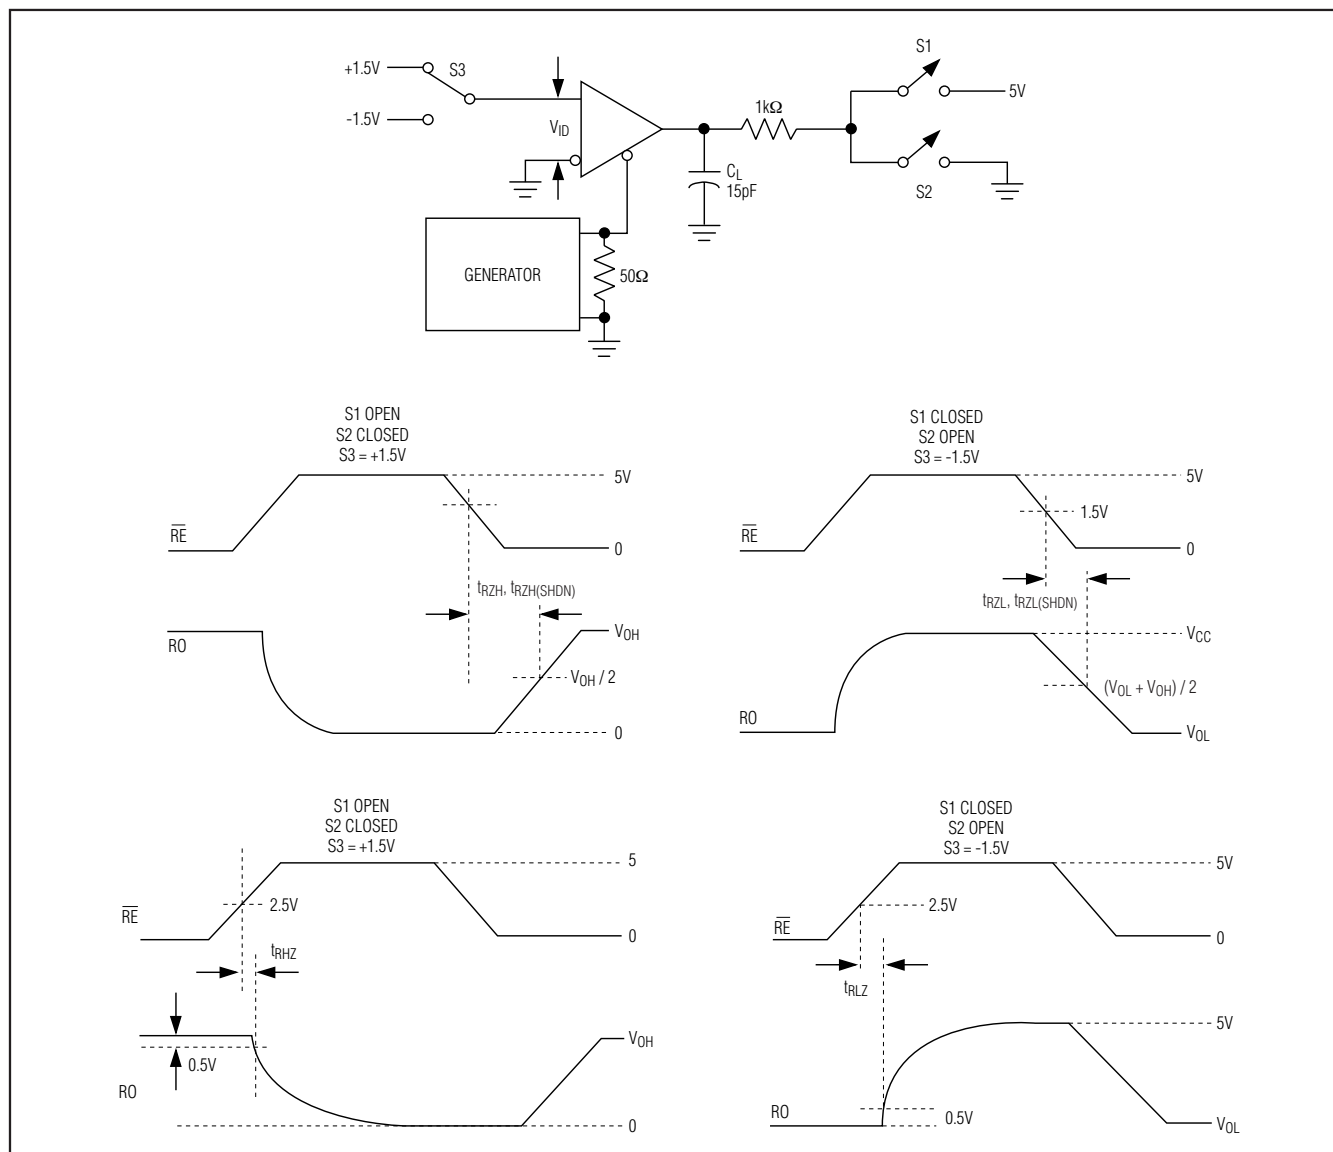 S1
+1.5V
S3
1kΩ
5V
-1.5V
V_ID
C_L
15pF
S2
GENERATOR
50Ω
S1 OPEN
S2 CLOSED
S3 = +1.5V
5V
R̅E̅
0
t_RZH, t_RZH(SHDN)
V_OH
RO
V_OH / 2
0
S1 CLOSED
S2 OPEN
S3 = -1.5V
5V
1.5V
R̅E̅
0
t_RZL, t_RZL(SHDN)
V_CC
(V_OL + V_OH) / 2
RO
V_OL
S1 OPEN
S2 CLOSED
S3 = +1.5V
5
2.5V
R̅E̅
0
t_RHZ
V_OH
0.5V
RO
0
S1 CLOSED
S2 OPEN
S3 = -1.5V
5V
2.5V
R̅E̅
0
t_RLZ
5V
RO
0.5V
V_OL